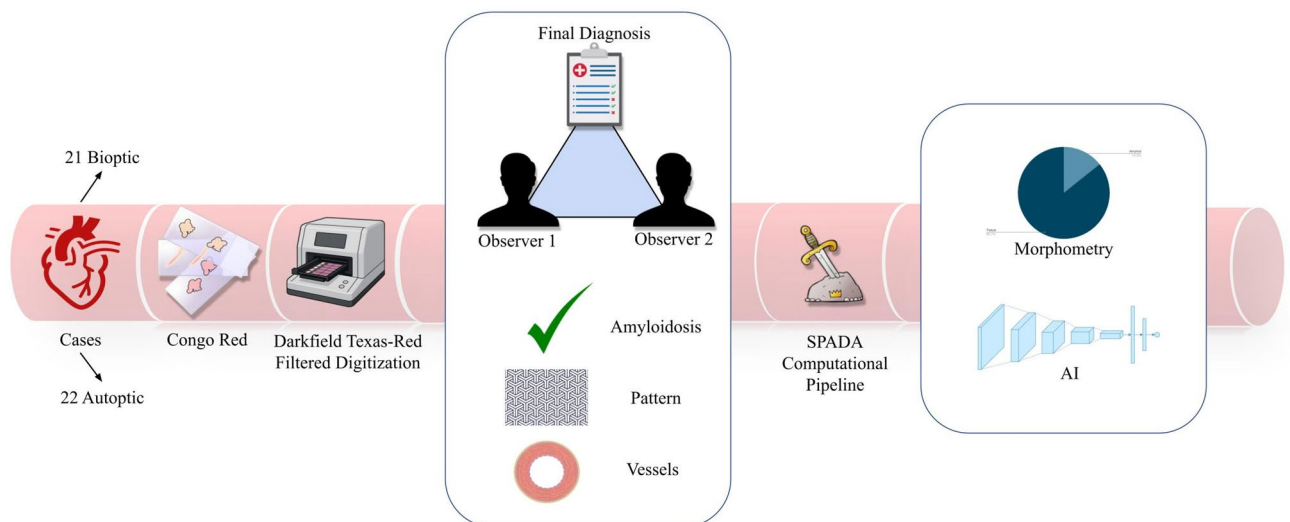 21 Bioptic
Cases
22 Autoptic
Congo Red
Darkfield Texas-Red
Filtered Digitization
Final Diagnosis
Observer 1
Observer 2
Amyloidosis
Pattern
Vessels
SPADA
Computational
Pipeline
Morphometry
AI